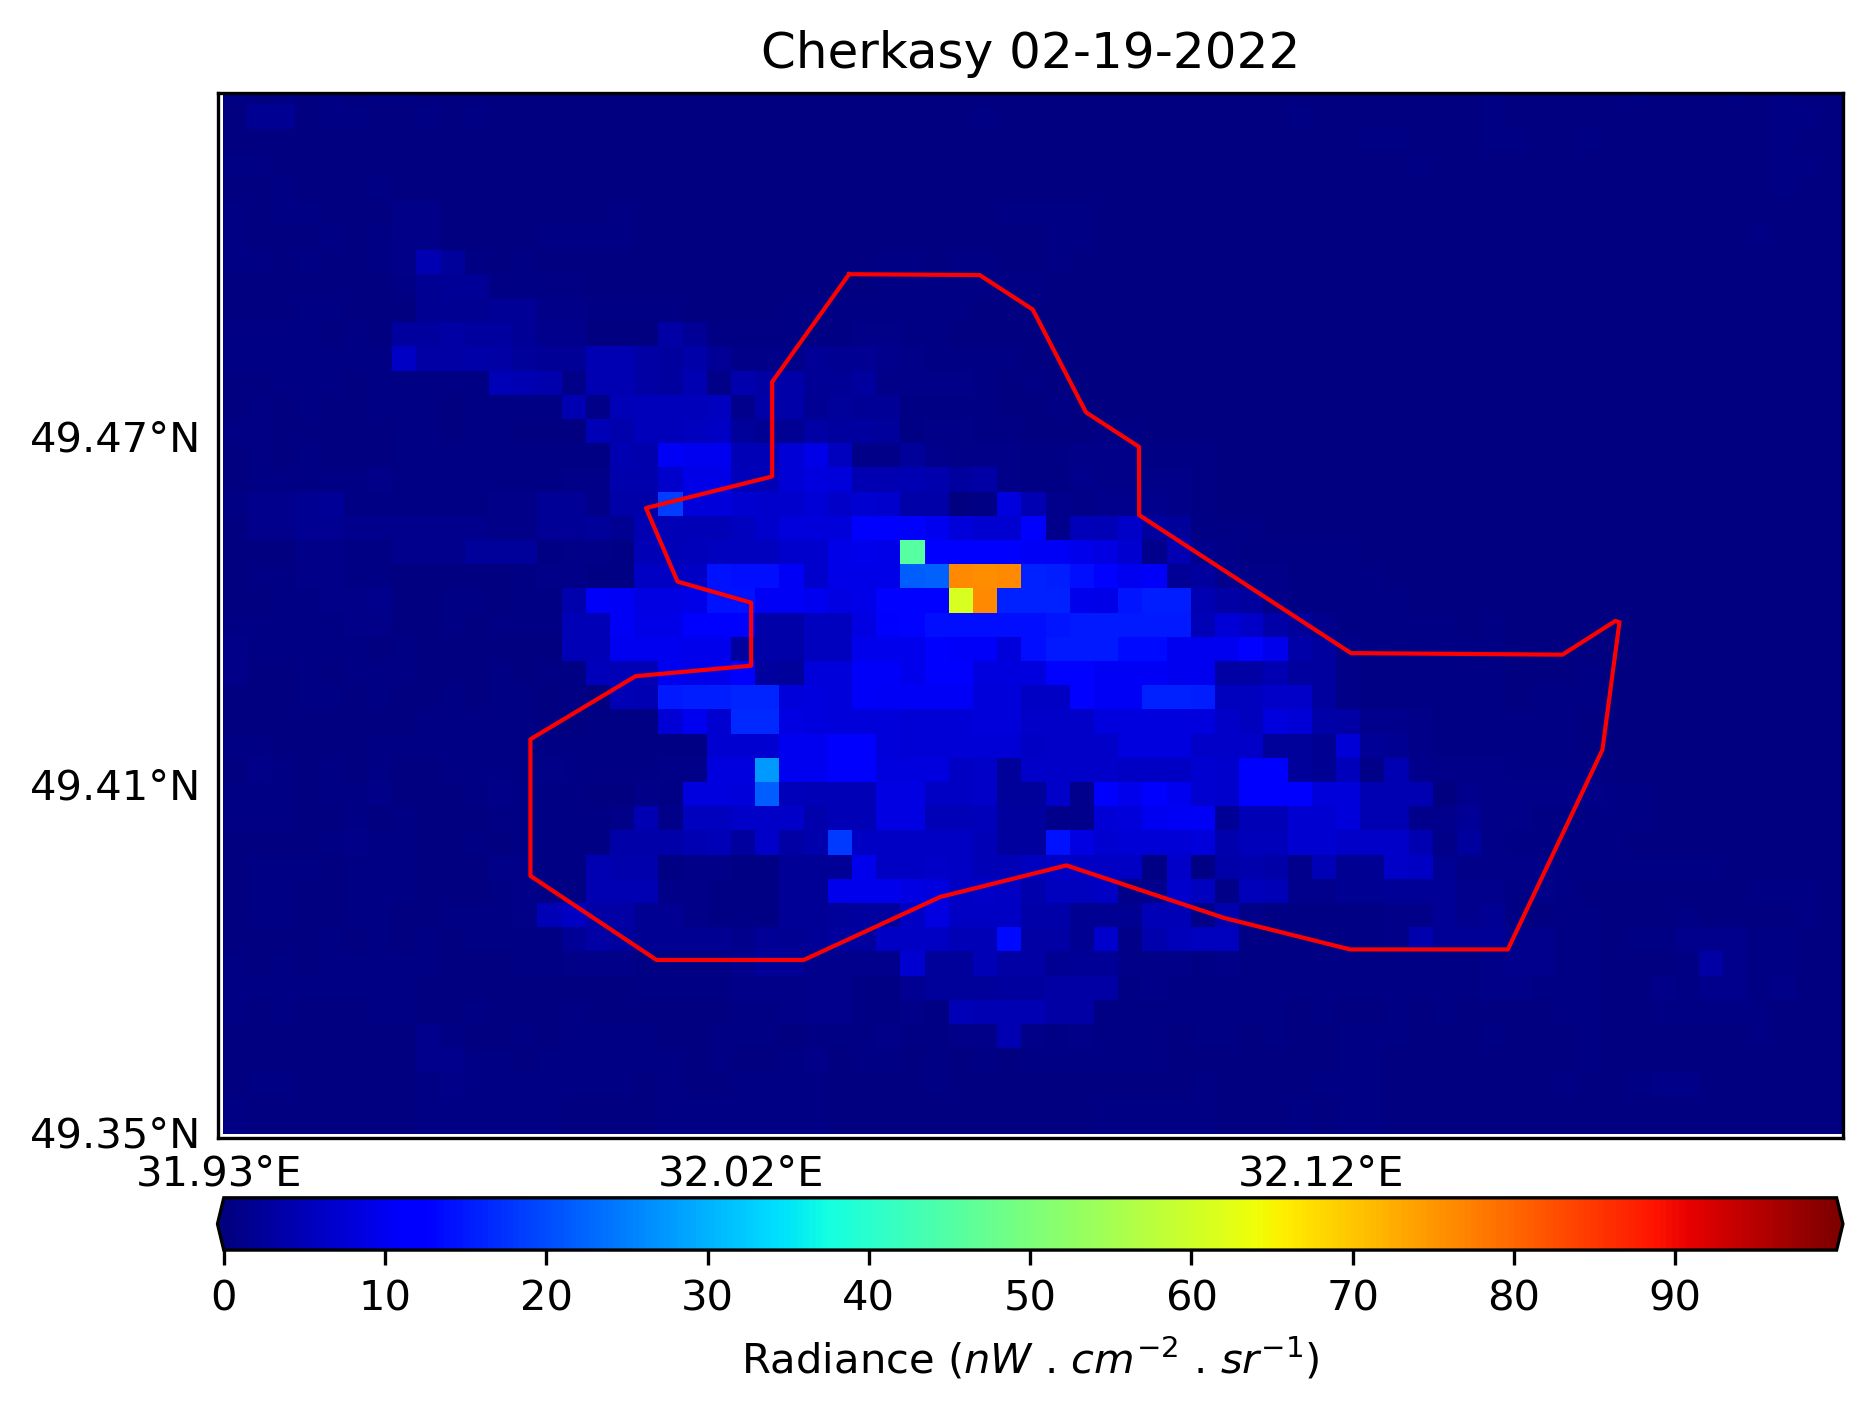 Cherkasy 02-19-2022
49.47°N
49.41°N
49.35°N
31.93°E 32.02°E 32.12°E
0 10 20 30 40 50 60 70 80 90
Radiance (nW . cm⁻² . sr⁻¹)